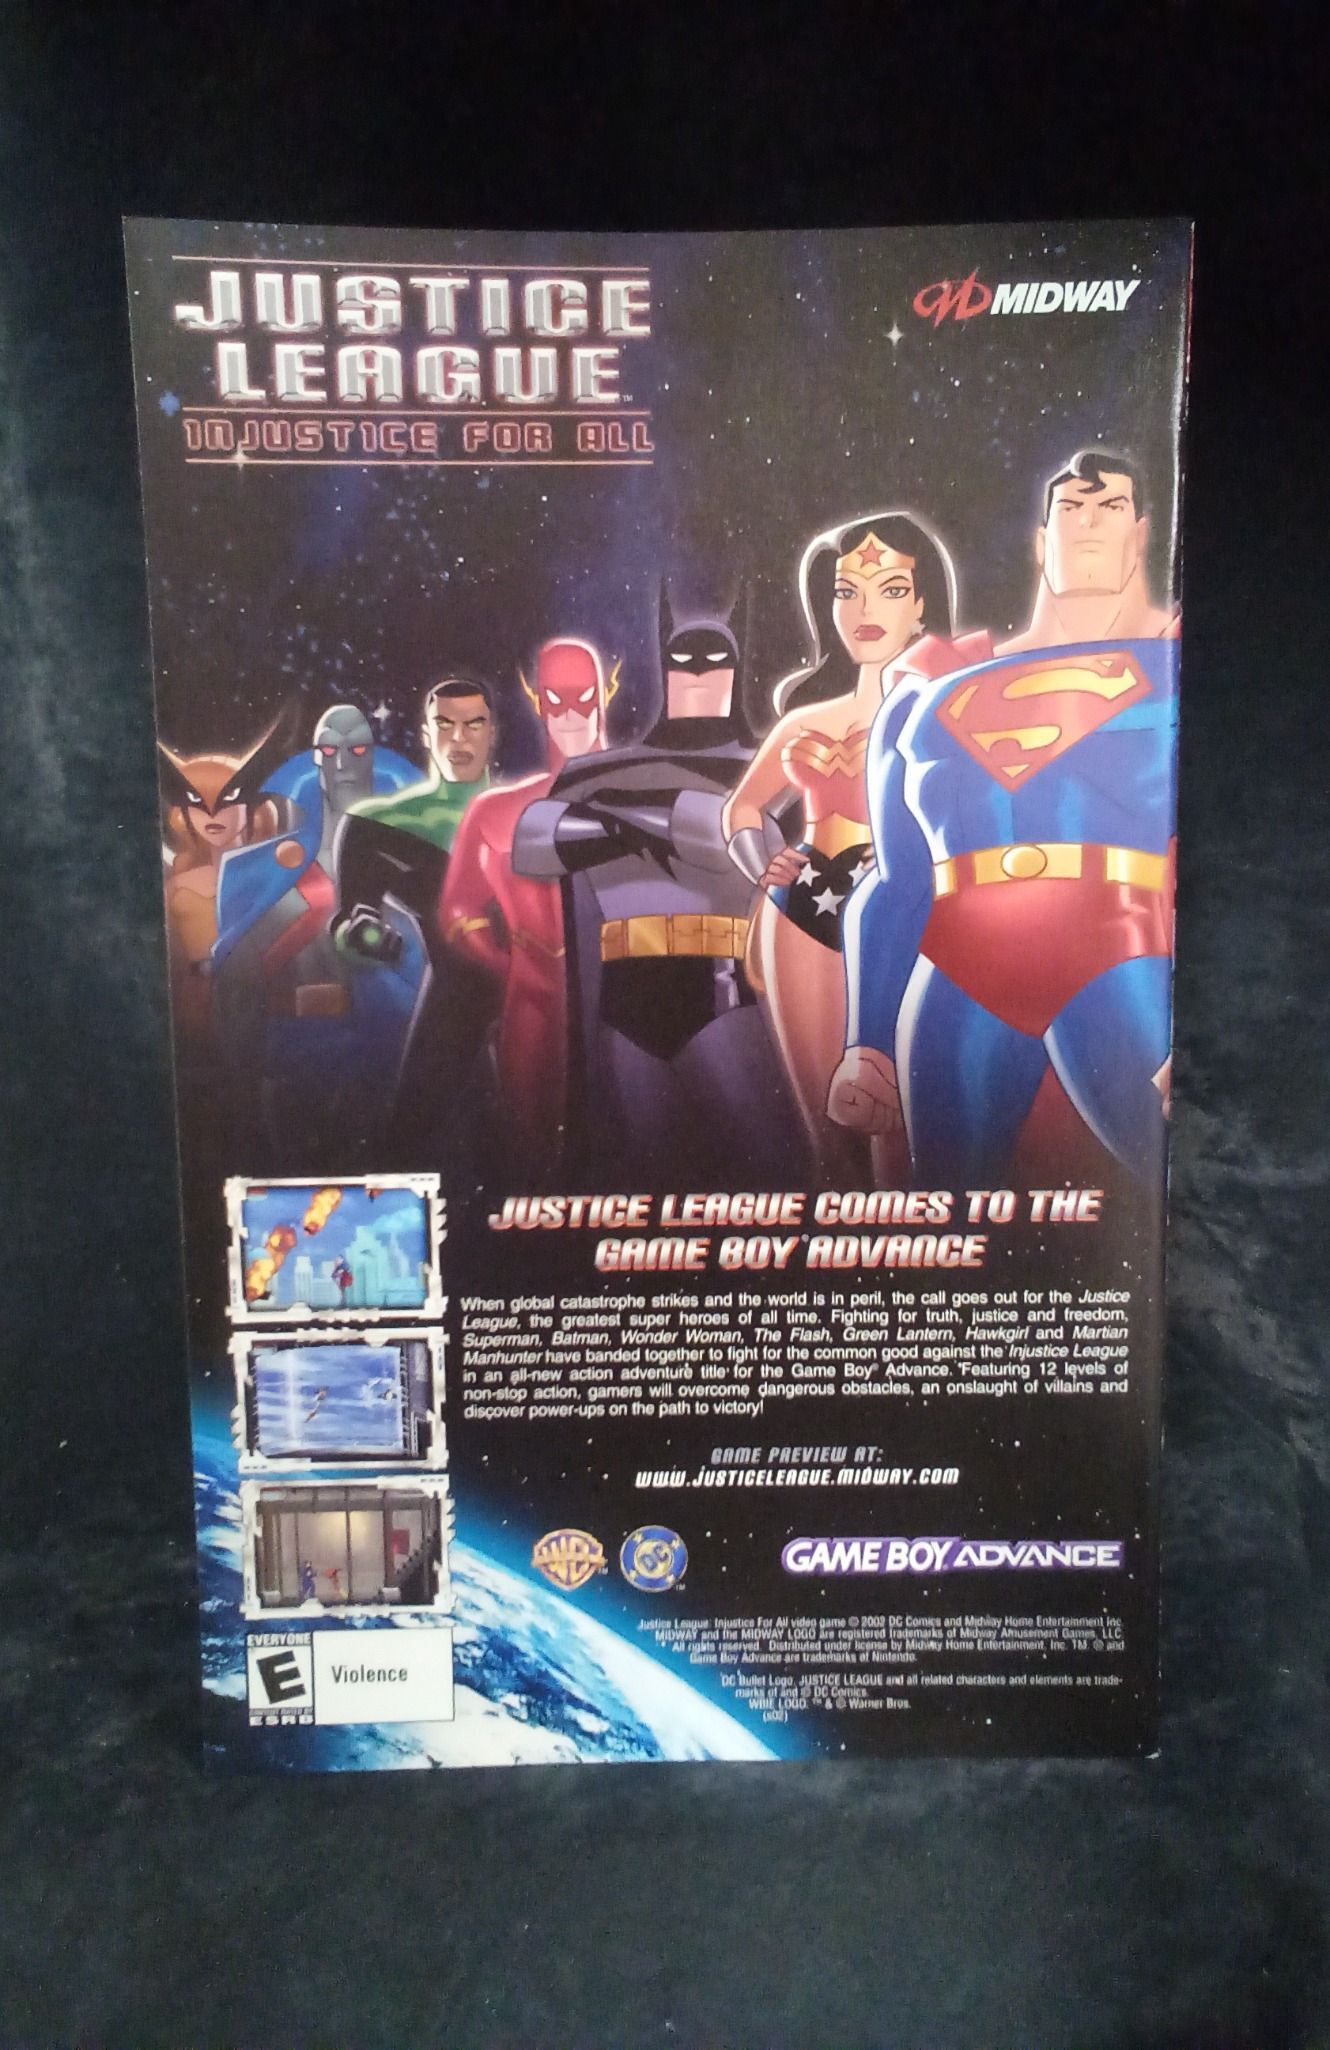 JUSTICE
LEAGUE™
INJUSTICE FOR ALL
MIDWAY
JUSTICE LEAGUE COMES TO THE
GAME BOY® ADVANCE
When global catastrophe strikes and the world is in peril, the call goes out for the Justice
League, the greatest super heroes of all time. Fighting for truth, justice and freedom,
Superman, Batman, Wonder Woman, The Flash, Green Lantern, Hawkgirl and Martian
Manhunter have banded together to fight for the common good against the Injustice League
in an all-new action adventure title for the Game Boy® Advance. Featuring 12 levels of
non-stop action, gamers will overcome dangerous obstacles, an onslaught of villains and
discover power-ups on the path to victory!
GAME PREVIEW AT:
WWW.JUSTICELEAGUE.MIDWAY.COM
DC
GAME BOY ADVANCE
Justice League: Injustice For All video game © 2002 DC Comics and Midway Home Entertainment Inc.
MIDWAY and the MIDWAY LOGO are registered trademarks of Midway Amusement Games, LLC.
All rights reserved. Distributed under license by Midway Home Entertainment, Inc. TM, ® and
Game Boy Advance are trademarks of Nintendo.
DC Bullet Logo, JUSTICE LEAGUE and all related characters and elements are trade-
marks of and © DC Comics.
WBIE LOGO: ™ & © Warner Bros.
(s02)
EVERYONE
E
Violence
ESRB